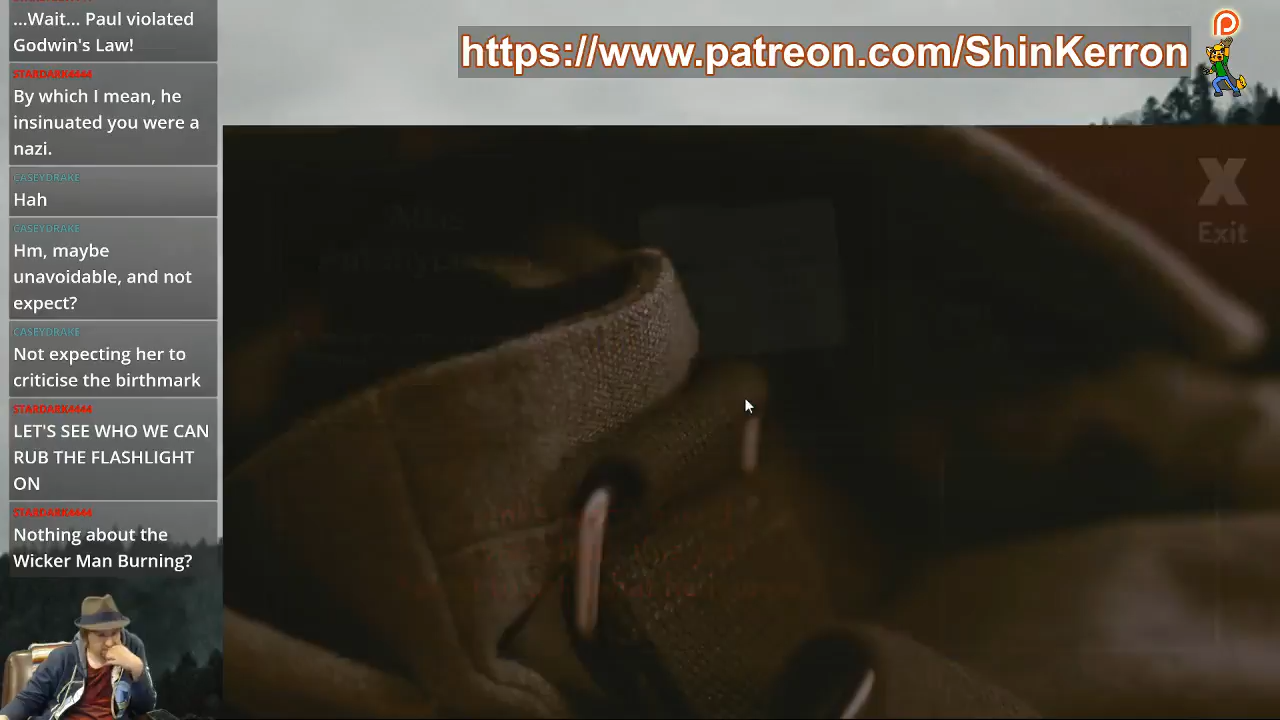 ...Wait... Paul violated
Godwin's Law!
STARDARK4444
By which I mean, he
insinuated you were a
nazi.
CASEYDRAKE
Hah
CASEYDRAKE
Hm, maybe
unavoidable, and not
expect?
CASEYDRAKE
Not expecting her to
criticise the birthmark
STARDARK4444
LET'S SEE WHO WE CAN
RUB THE FLASHLIGHT
ON
STARDARK4444
Nothing about the
Wicker Man Burning?
https://www.patreon.com/ShinKerron
X
Exit